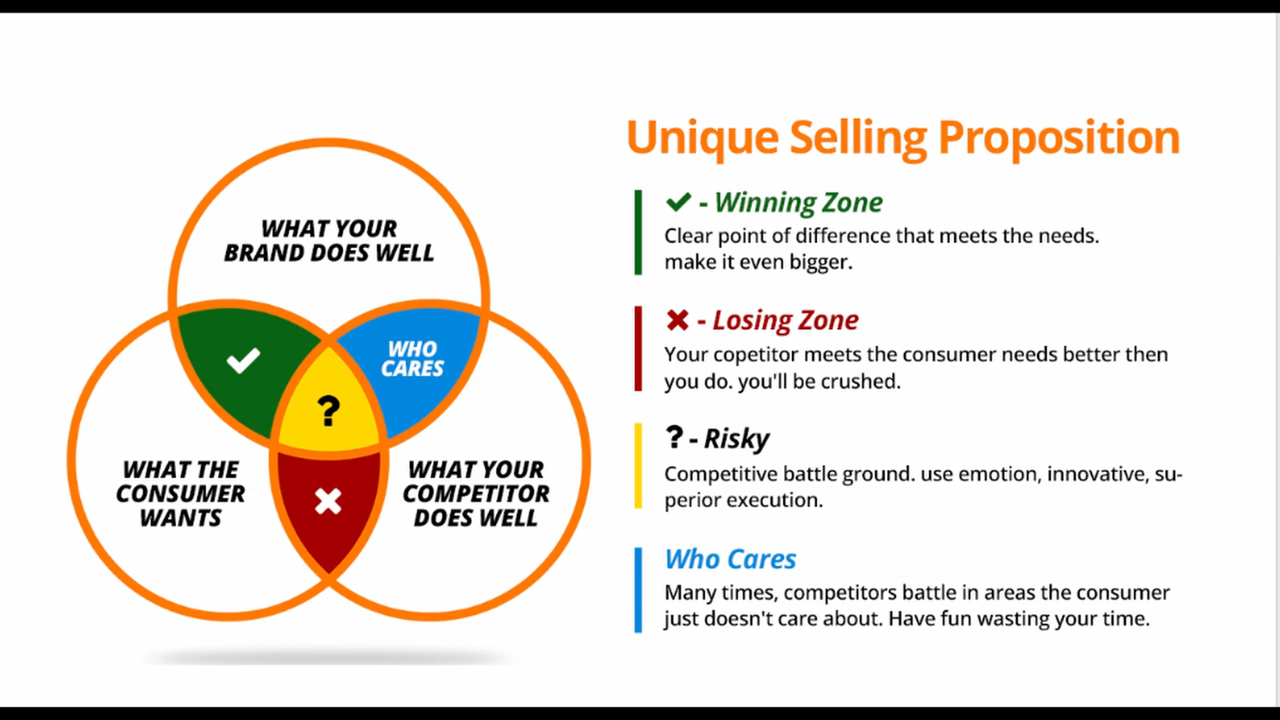 Unique Selling Proposition
WHAT YOUR
BRAND DOES WELL
WHO
CARES
?
WHAT THE
CONSUMER
WANTS
WHAT YOUR
COMPETITOR
DOES WELL
✔ - Winning Zone
Clear point of difference that meets the needs.
make it even bigger.
✖ - Losing Zone
Your copetitor meets the consumer needs better then
you do. you'll be crushed.
? - Risky
Competitive battle ground. use emotion, innovative, su-
perior execution.
Who Cares
Many times, competitors battle in areas the consumer
just doesn't care about. Have fun wasting your time.